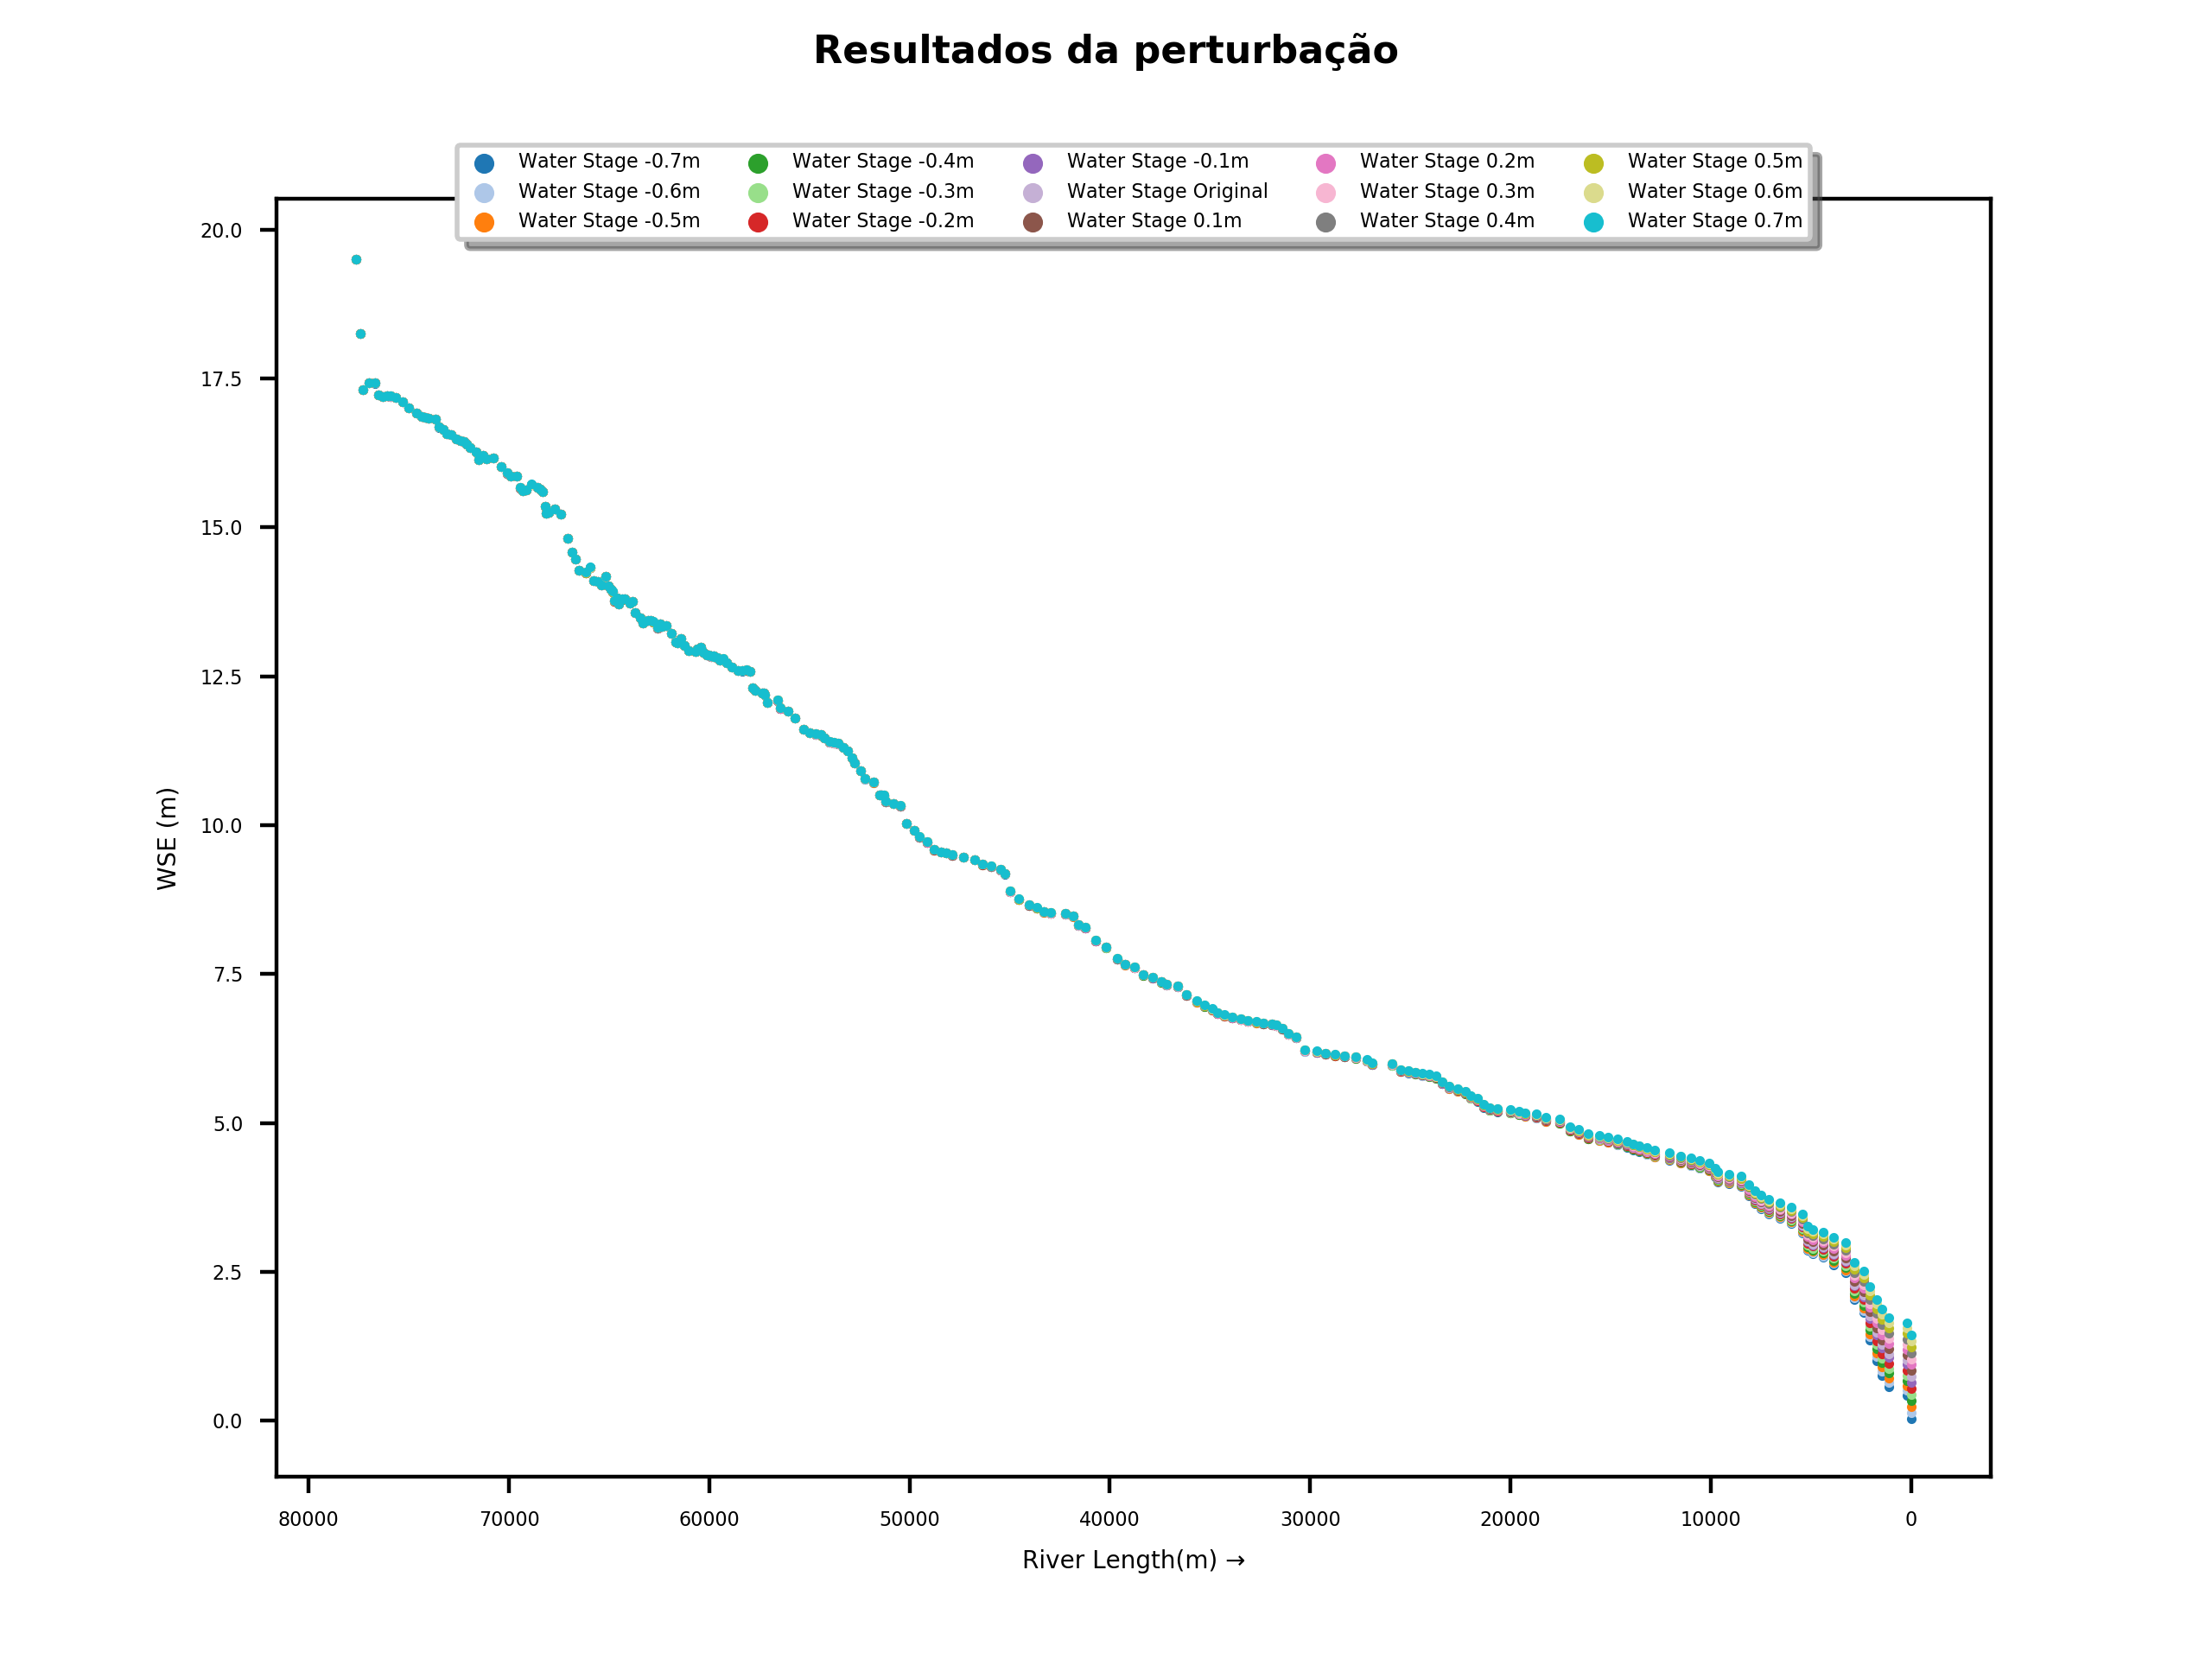 Resultados da perturbação
Water Stage -0.7m
Water Stage -0.6m
Water Stage -0.5m
Water Stage -0.4m
Water Stage -0.3m
Water Stage -0.2m
Water Stage -0.1m
Water Stage Original
Water Stage 0.1m
Water Stage 0.2m
Water Stage 0.3m
Water Stage 0.4m
Water Stage 0.5m
Water Stage 0.6m
Water Stage 0.7m
20.0
17.5
15.0
12.5
10.0
7.5
5.0
2.5
0.0
WSE (m)
80000 70000 60000 50000 40000 30000 20000 10000 0
River Length(m) →